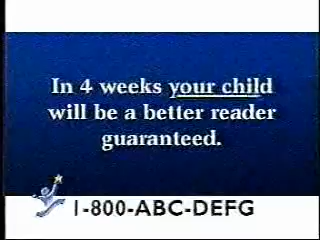 In 4 weeks your child
will be a better reader
guaranteed.
1-800-ABC-DEFG